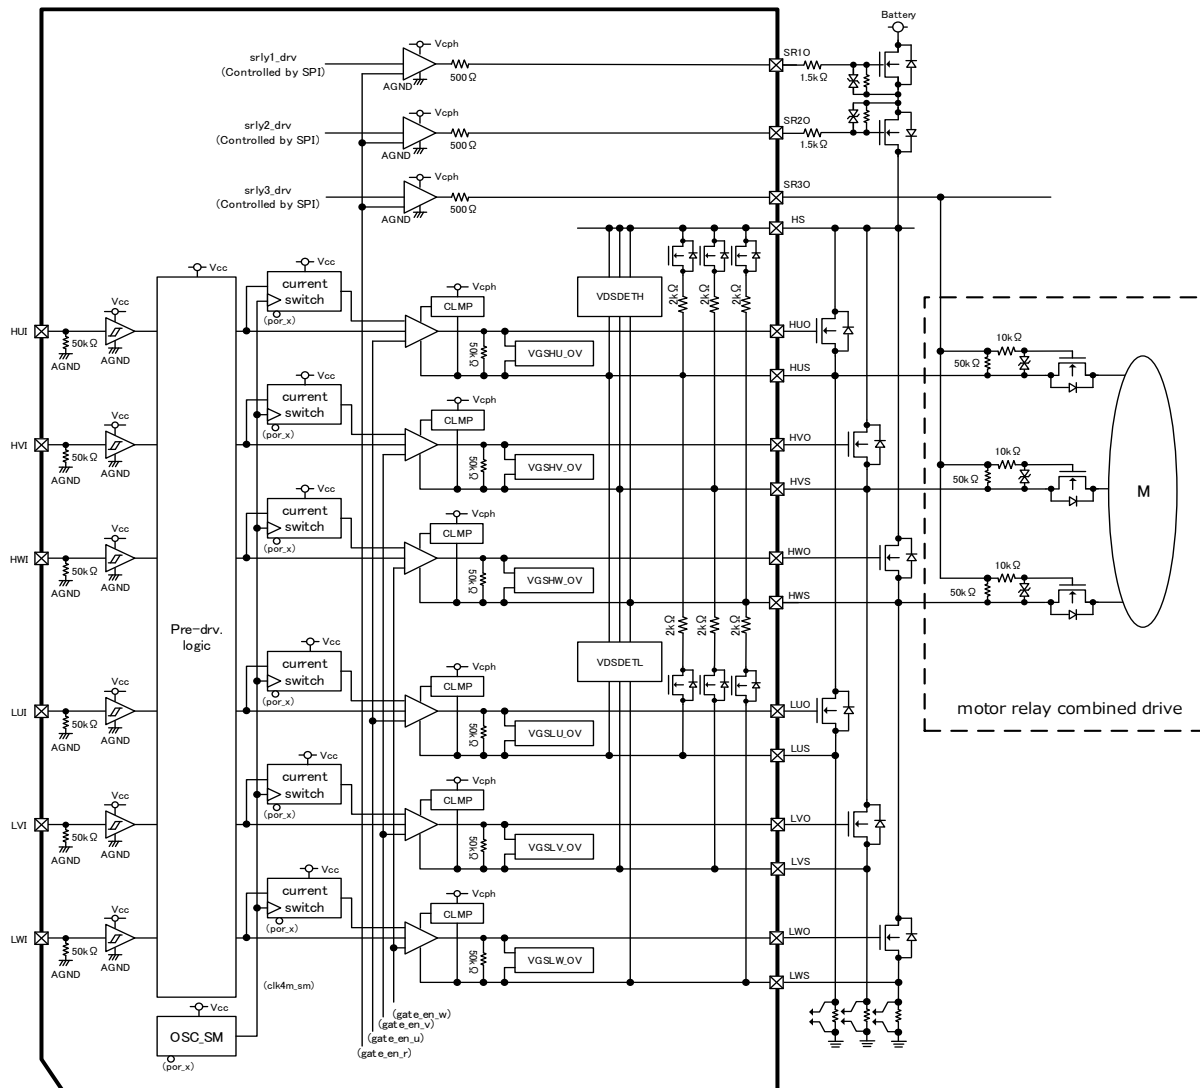 Battery
Vcph
srly1_drv
(Controlled by SPI)
AGND
500Ω
SR1O
1.5kΩ
Vcph
srly2_drv
(Controlled by SPI)
AGND
500Ω
SR2O
1.5kΩ
Vcph
srly3_drv
(Controlled by SPI)
AGND
500Ω
SR3O
HS
Vcc
Vcc
current
switch
(por_x)
Vcph
CLMP
VDSDETH
2kΩ
2kΩ
2kΩ
Vcc
HUI
50kΩ
AGND
AGND
50kΩ
VGSHU_OV
HUO
HUS
10kΩ
50kΩ
Vcc
current
switch
(por_x)
Vcph
CLMP
Vcc
HVI
50kΩ
AGND
AGND
50kΩ
VGSHV_OV
HVO
HVS
10kΩ
50kΩ
M
Vcc
current
switch
(por_x)
Vcph
CLMP
Vcc
HWI
50kΩ
AGND
AGND
50kΩ
VGSHW_OV
HWO
HWS
10kΩ
50kΩ
Pre-drv.
logic
2kΩ
2kΩ
2kΩ
VDSDETL
Vcc
current
switch
(por_x)
Vcph
CLMP
Vcc
LUI
50kΩ
AGND
AGND
50kΩ
VGSLU_OV
LUO
LUS
motor relay combined drive
Vcc
current
switch
(por_x)
Vcph
CLMP
Vcc
LVI
50kΩ
AGND
AGND
50kΩ
VGSLV_OV
LVO
LVS
Vcc
current
switch
(por_x)
Vcph
CLMP
Vcc
LWI
50kΩ
AGND
AGND
50kΩ
VGSLW_OV
LWO
LWS
(clk4m_sm)
Vcc
OSC_SM
(por_x)
(gate_en_w)
(gate_en_v)
(gate_en_u)
(gate_en_r)